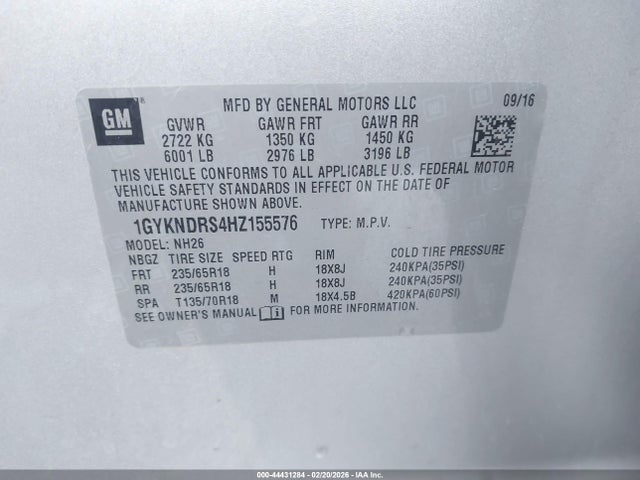 GM ®
MFD BY GENERAL MOTORS LLC 09/16
GVWR GAWR FRT GAWR RR
2722 KG 1350 KG 1450 KG
6001 LB 2976 LB 3196 LB
THIS VEHICLE CONFORMS TO ALL APPLICABLE U.S. FEDERAL MOTOR
VEHICLE SAFETY STANDARDS IN EFFECT ON THE DATE OF
MANUFACTURE SHOWN ABOVE.
1GYKNDRS4HZ155576 TYPE: M.P.V.
MODEL: NH26
NBGZ TIRE SIZE SPEED RTG RIM COLD TIRE PRESSURE
FRT 235/65R18 H 18X8J 240KPA(35PSI)
RR 235/65R18 H 18X8J 240KPA(35PSI)
SPA T135/70R18 M 18X4.5B 420KPA(60PSI)
SEE OWNER'S MANUAL i FOR MORE INFORMATION.
000-44431284 - 02/20/2026 - IAA Inc.